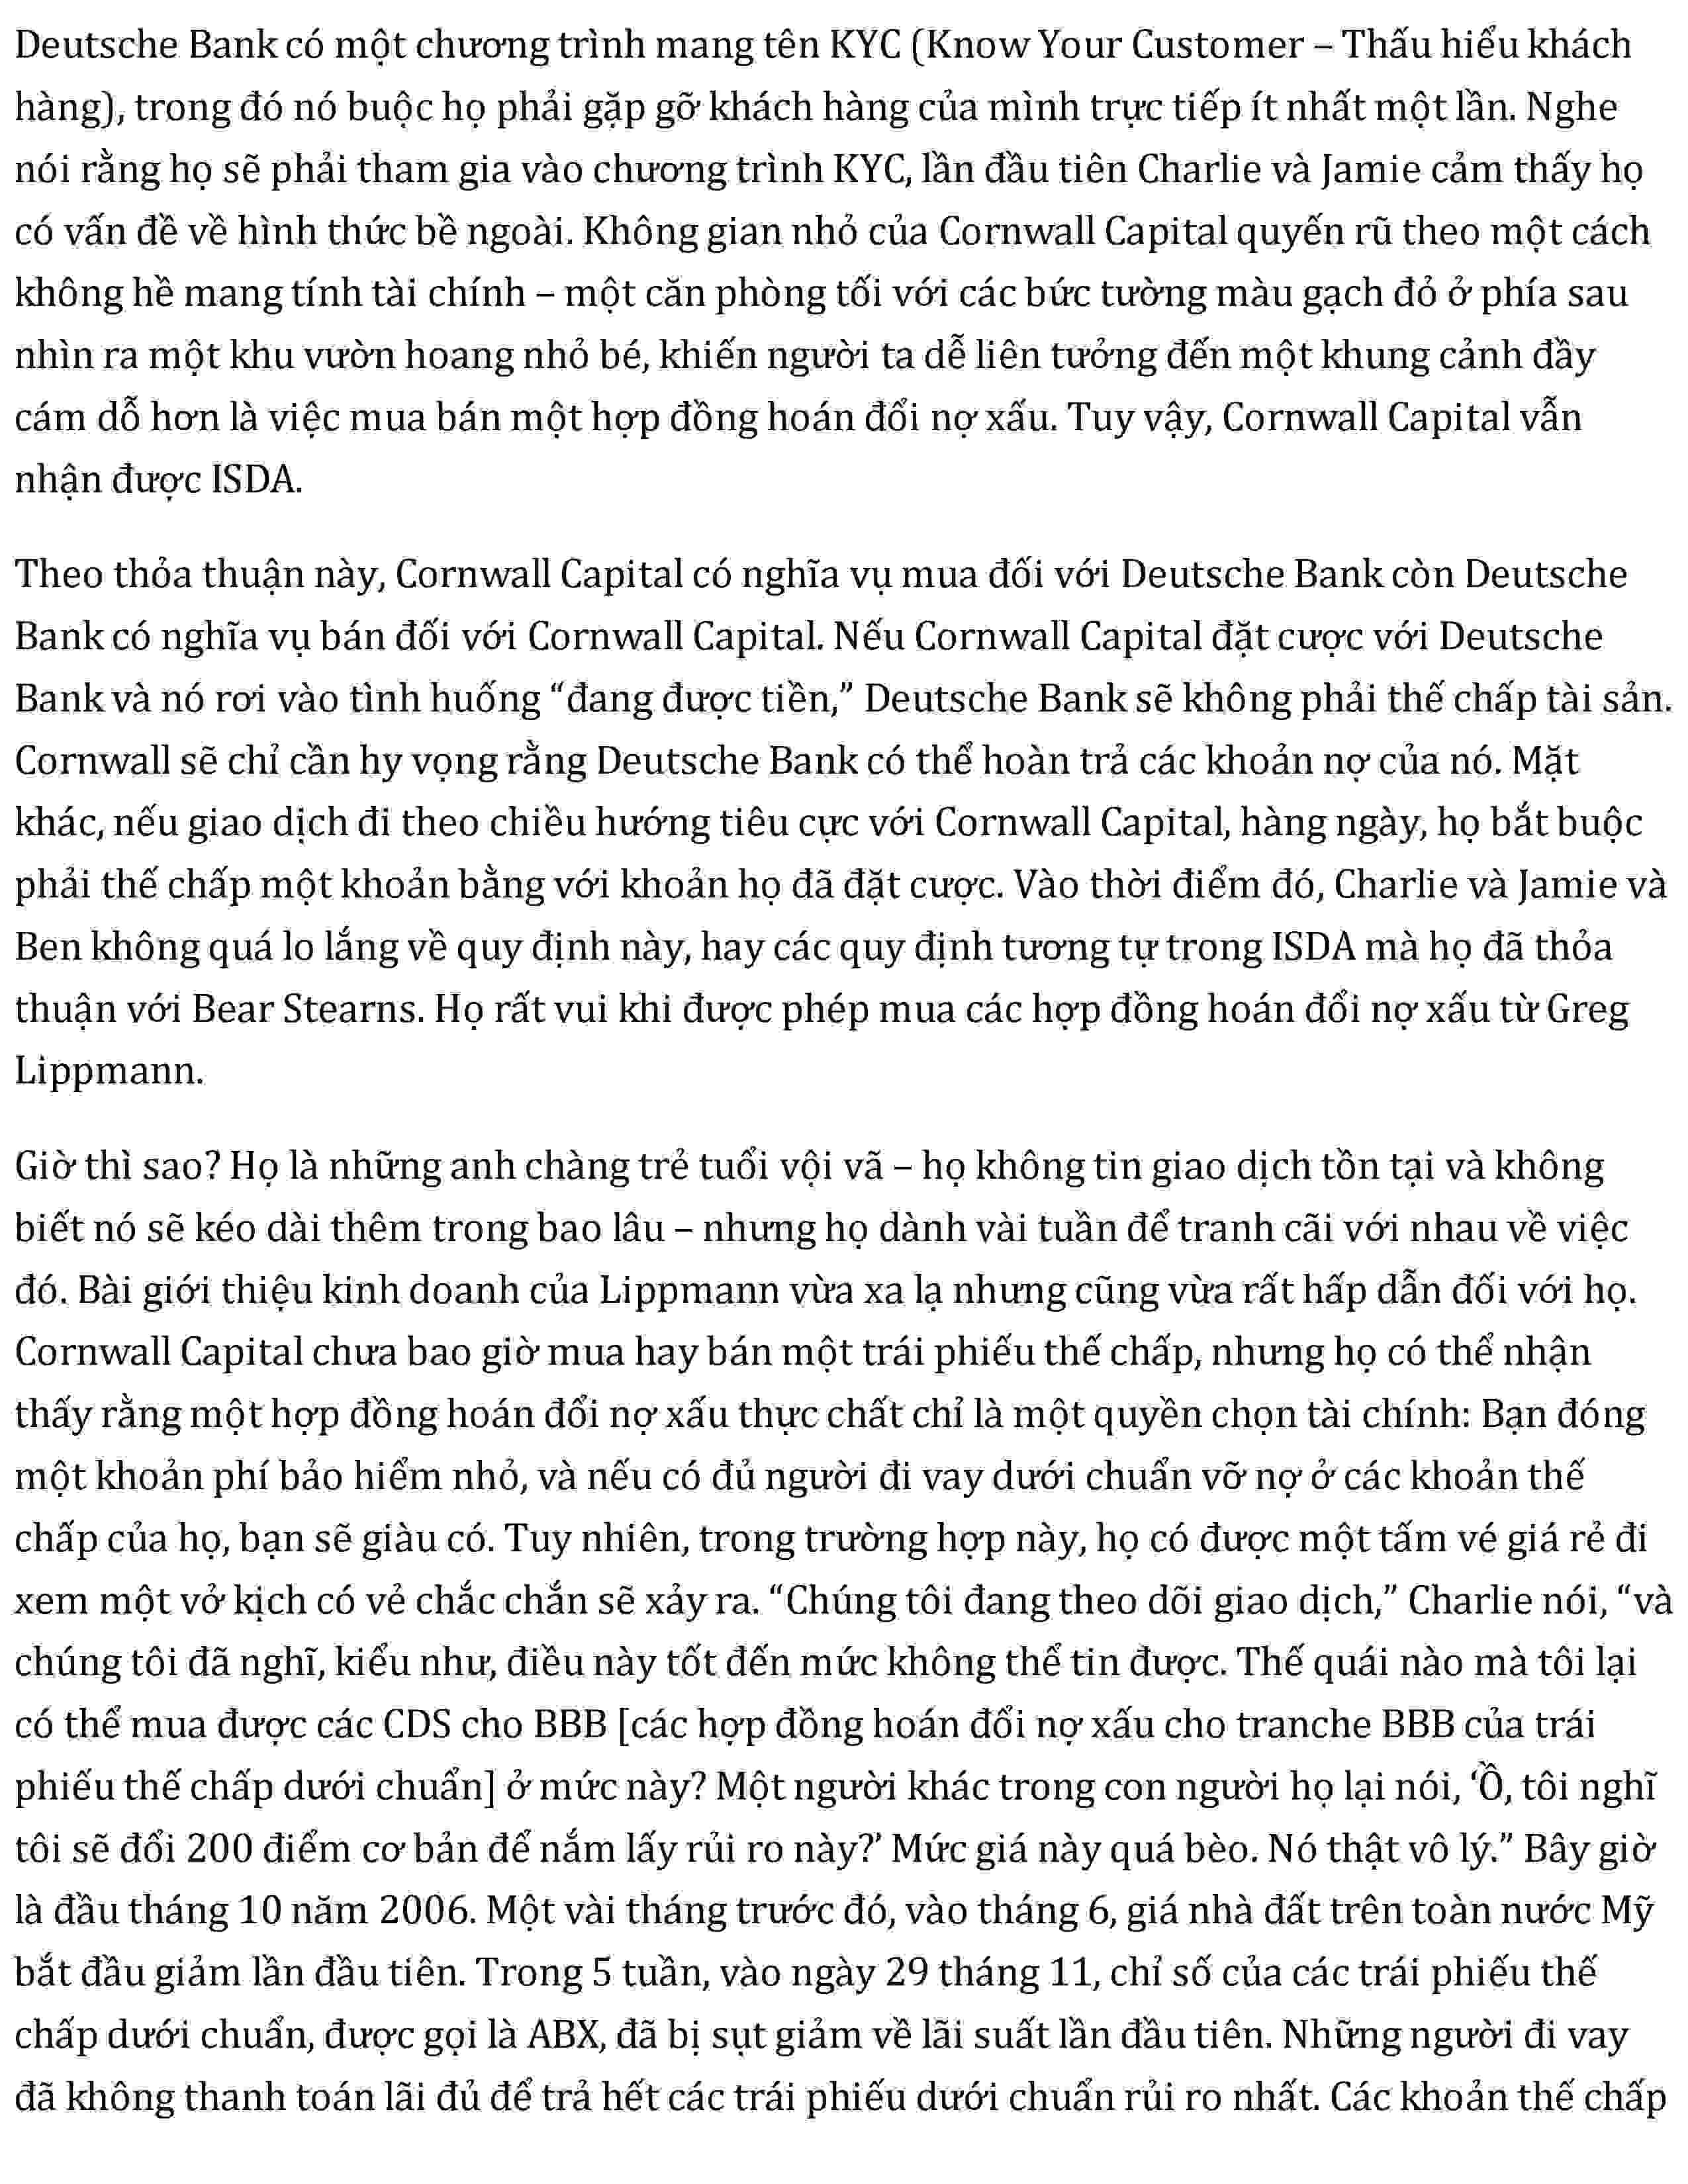 Deutsche Bank có một chương trình mang tên KYC (Know Your Customer – Thấu hiểu khách
hàng), trong đó nó buộc họ phải gặp gỡ khách hàng của mình trực tiếp ít nhất một lần. Nghe
nói rằng họ sẽ phải tham gia vào chương trình KYC, lần đầu tiên Charlie và Jamie cảm thấy họ
có vấn đề về hình thức bề ngoài. Không gian nhỏ của Cornwall Capital quyến rũ theo một cách
không hề mang tính tài chính – một căn phòng tối với các bức tường màu gạch đỏ ở phía sau
nhìn ra một khu vườn hoang nhỏ bé, khiến người ta dễ liên tưởng đến một khung cảnh đầy
cám dỗ hơn là việc mua bán một hợp đồng hoán đổi nợ xấu. Tuy vậy, Cornwall Capital vẫn
nhận được ISDA.
Theo thỏa thuận này, Cornwall Capital có nghĩa vụ mua đối với Deutsche Bank còn Deutsche
Bank có nghĩa vụ bán đối với Cornwall Capital. Nếu Cornwall Capital đặt cược với Deutsche
Bank và nó rơi vào tình huống “đang được tiền,” Deutsche Bank sẽ không phải thế chấp tài sản.
Cornwall sẽ chỉ cần hy vọng rằng Deutsche Bank có thể hoàn trả các khoản nợ của nó. Mặt
khác, nếu giao dịch đi theo chiều hướng tiêu cực với Cornwall Capital, hàng ngày, họ bắt buộc
phải thế chấp một khoản bằng với khoản họ đã đặt cược. Vào thời điểm đó, Charlie và Jamie và
Ben không quá lo lắng về quy định này, hay các quy định tương tự trong ISDA mà họ đã thỏa
thuận với Bear Stearns. Họ rất vui khi được phép mua các hợp đồng hoán đổi nợ xấu từ Greg
Lippmann.
Giờ thì sao? Họ là những anh chàng trẻ tuổi vội vã – họ không tin giao dịch tồn tại và không
biết nó sẽ kéo dài thêm trong bao lâu – nhưng họ dành vài tuần để tranh cãi với nhau về việc
đó. Bài giới thiệu kinh doanh của Lippmann vừa xa lạ nhưng cũng vừa rất hấp dẫn đối với họ.
Cornwall Capital chưa bao giờ mua hay bán một trái phiếu thế chấp, nhưng họ có thể nhận
thấy rằng một hợp đồng hoán đổi nợ xấu thực chất chỉ là một quyền chọn tài chính: Bạn đóng
một khoản phí bảo hiểm nhỏ, và nếu có đủ người đi vay dưới chuẩn vỡ nợ ở các khoản thế
chấp của họ, bạn sẽ giàu có. Tuy nhiên, trong trường hợp này, họ có được một tấm vé giá rẻ đi
xem một vở kịch có vẻ chắc chắn sẽ xảy ra. “Chúng tôi đang theo dõi giao dịch,” Charlie nói, “và
chúng tôi đã nghĩ, kiểu như, điều này tốt đến mức không thể tin được. Thế quái nào mà tôi lại
có thể mua được các CDS cho BBB [các hợp đồng hoán đổi nợ xấu cho tranche BBB của trái
phiếu thế chấp dưới chuẩn] ở mức này? Một người khác trong con người họ lại nói, ‘Ồ, tôi nghĩ
tôi sẽ đổi 200 điểm cơ bản để nắm lấy rủi ro này?’ Mức giá này quá bèo. Nó thật vô lý.” Bây giờ
là đầu tháng 10 năm 2006. Một vài tháng trước đó, vào tháng 6, giá nhà đất trên toàn nước Mỹ
bắt đầu giảm lần đầu tiên. Trong 5 tuần, vào ngày 29 tháng 11, chỉ số của các trái phiếu thế
chấp dưới chuẩn, được gọi là ABX, đã bị sụt giảm về lãi suất lần đầu tiên. Những người đi vay
đã không thanh toán lãi đủ để trả hết các trái phiếu dưới chuẩn rủi ro nhất. Các khoản thế chấp